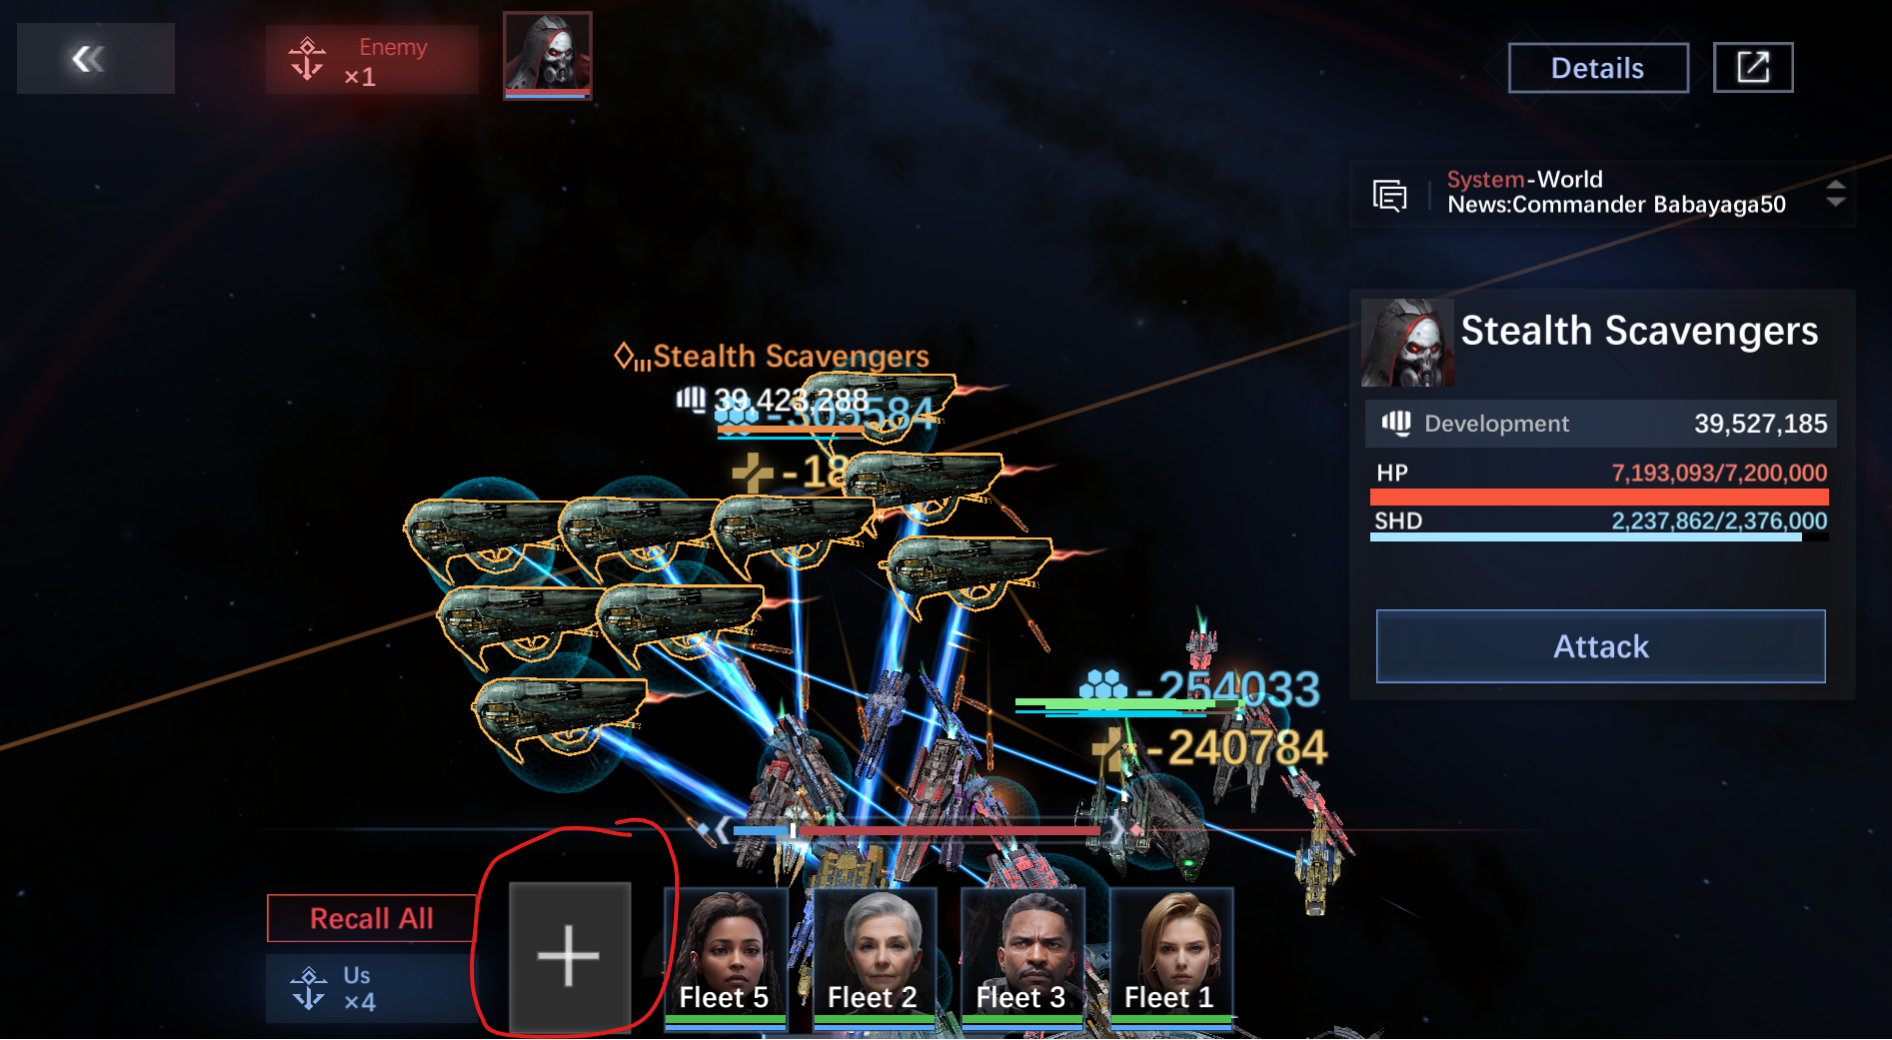 Enemy
×1
Details
System-World
News:Commander Babayaga50
Stealth Scavengers
Development 39,527,185
HP 7,193,093/7,200,000
SHD 2,237,862/2,376,000
Attack
Stealth Scavengers
39,423,288
-305584
-18
-254033
-240784
Recall All
Us
×4
Fleet 5
Fleet 2
Fleet 3
Fleet 1